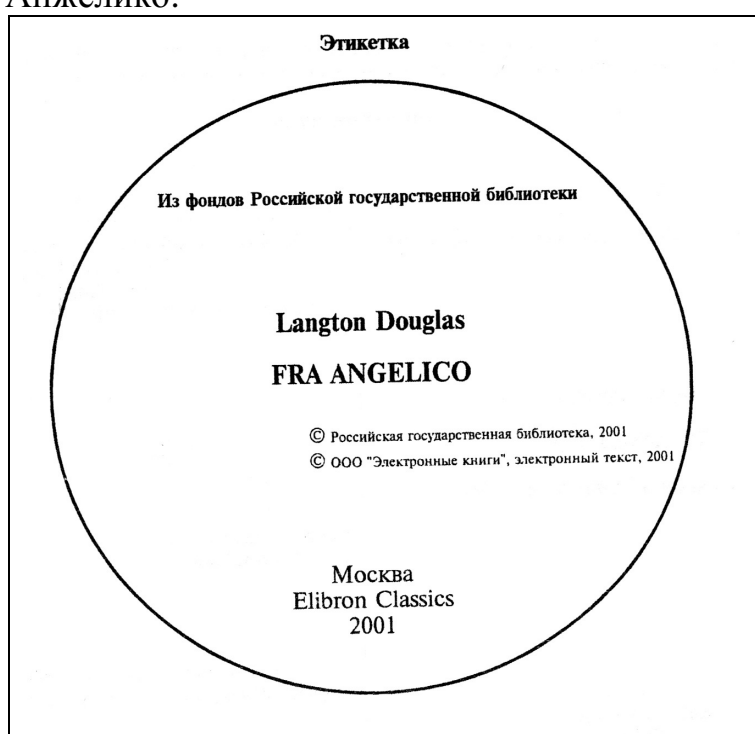 Анжелико.
Этикетка
Из фондов Российской государственной библиотеки
Langton Douglas
FRA ANGELICO
© Российская государственная библиотека, 2001
© ООО "Электронные книги", электронный текст, 2001
Москва
Elibron Classics
2001